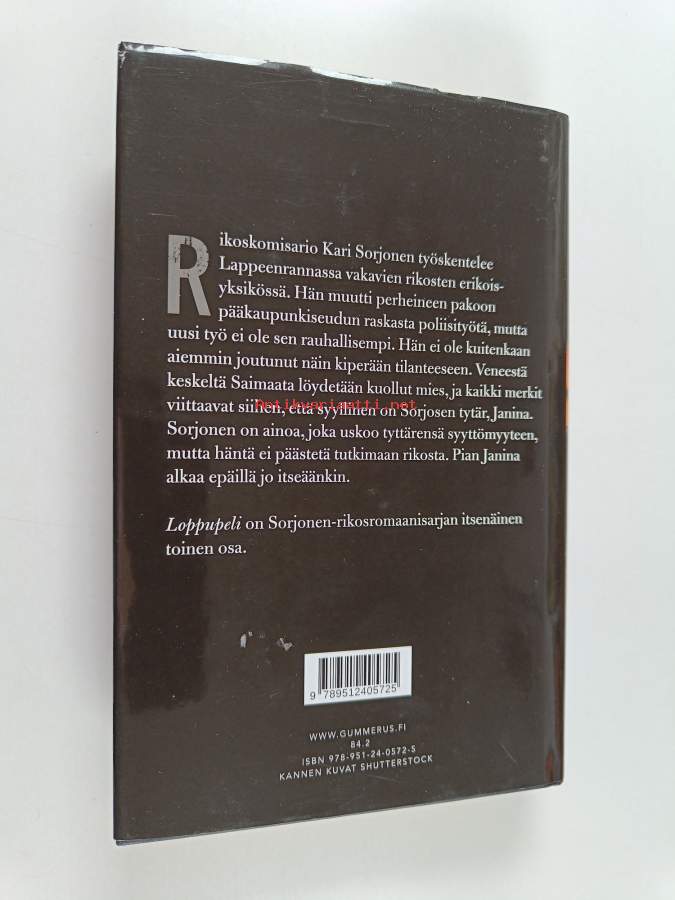 Rikoskomisario Kari Sorjonen työskentelee
Lappeenrannassa vakavien rikosten erikois-
yksikössä. Hän muutti perheineen pakoon
pääkaupunkiseudun raskasta poliisityötä, mutta
uusi työ ei ole sen rauhallisempi. Hän ei ole kuitenkaan
aiemmin joutunut näin kiperään tilanteeseen. Veneestä
keskeltä Saimaata löydetään kuollut mies, ja kaikki merkit
viittaavat siihen, että syyllinen on Sorjosen tytär, Janina.
Antikvariaatti.net
Sorjonen on ainoa, joka uskoo tyttärensä syyttömyyteen,
mutta häntä ei päästetä tutkimaan rikosta. Pian Janina
alkaa epäillä jo itseäänkin.
Loppupeli on Sorjonen-rikosromaanisarjan itsenäinen
toinen osa.
9 789512 405725
WWW.GUMMERUS.FI
84.2
ISBN 978-951-24-0572-5
KANNEN KUVAT SHUTTERSTOCK